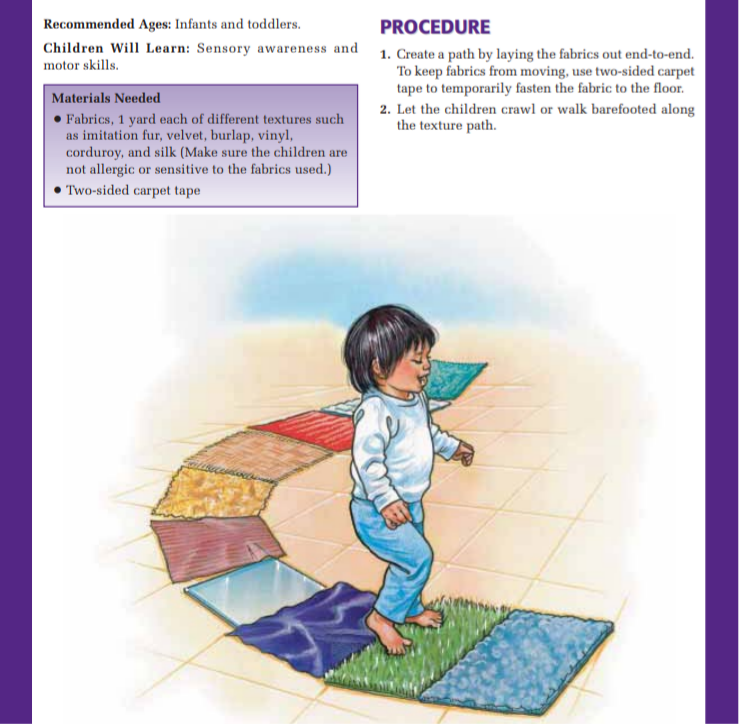 Recommended Ages: Infants and toddlers.
Children Will Learn: Sensory awareness and
motor skills.
Materials Needed
● Fabrics, 1 yard each of different textures such
as imitation fur, velvet, burlap, vinyl,
corduroy, and silk (Make sure the children are
not allergic or sensitive to the fabrics used.)
● Two-sided carpet tape
PROCEDURE
1. Create a path by laying the fabrics out end-to-end.
To keep fabrics from moving, use two-sided carpet
tape to temporarily fasten the fabric to the floor.
2. Let the children crawl or walk barefooted along
the texture path.